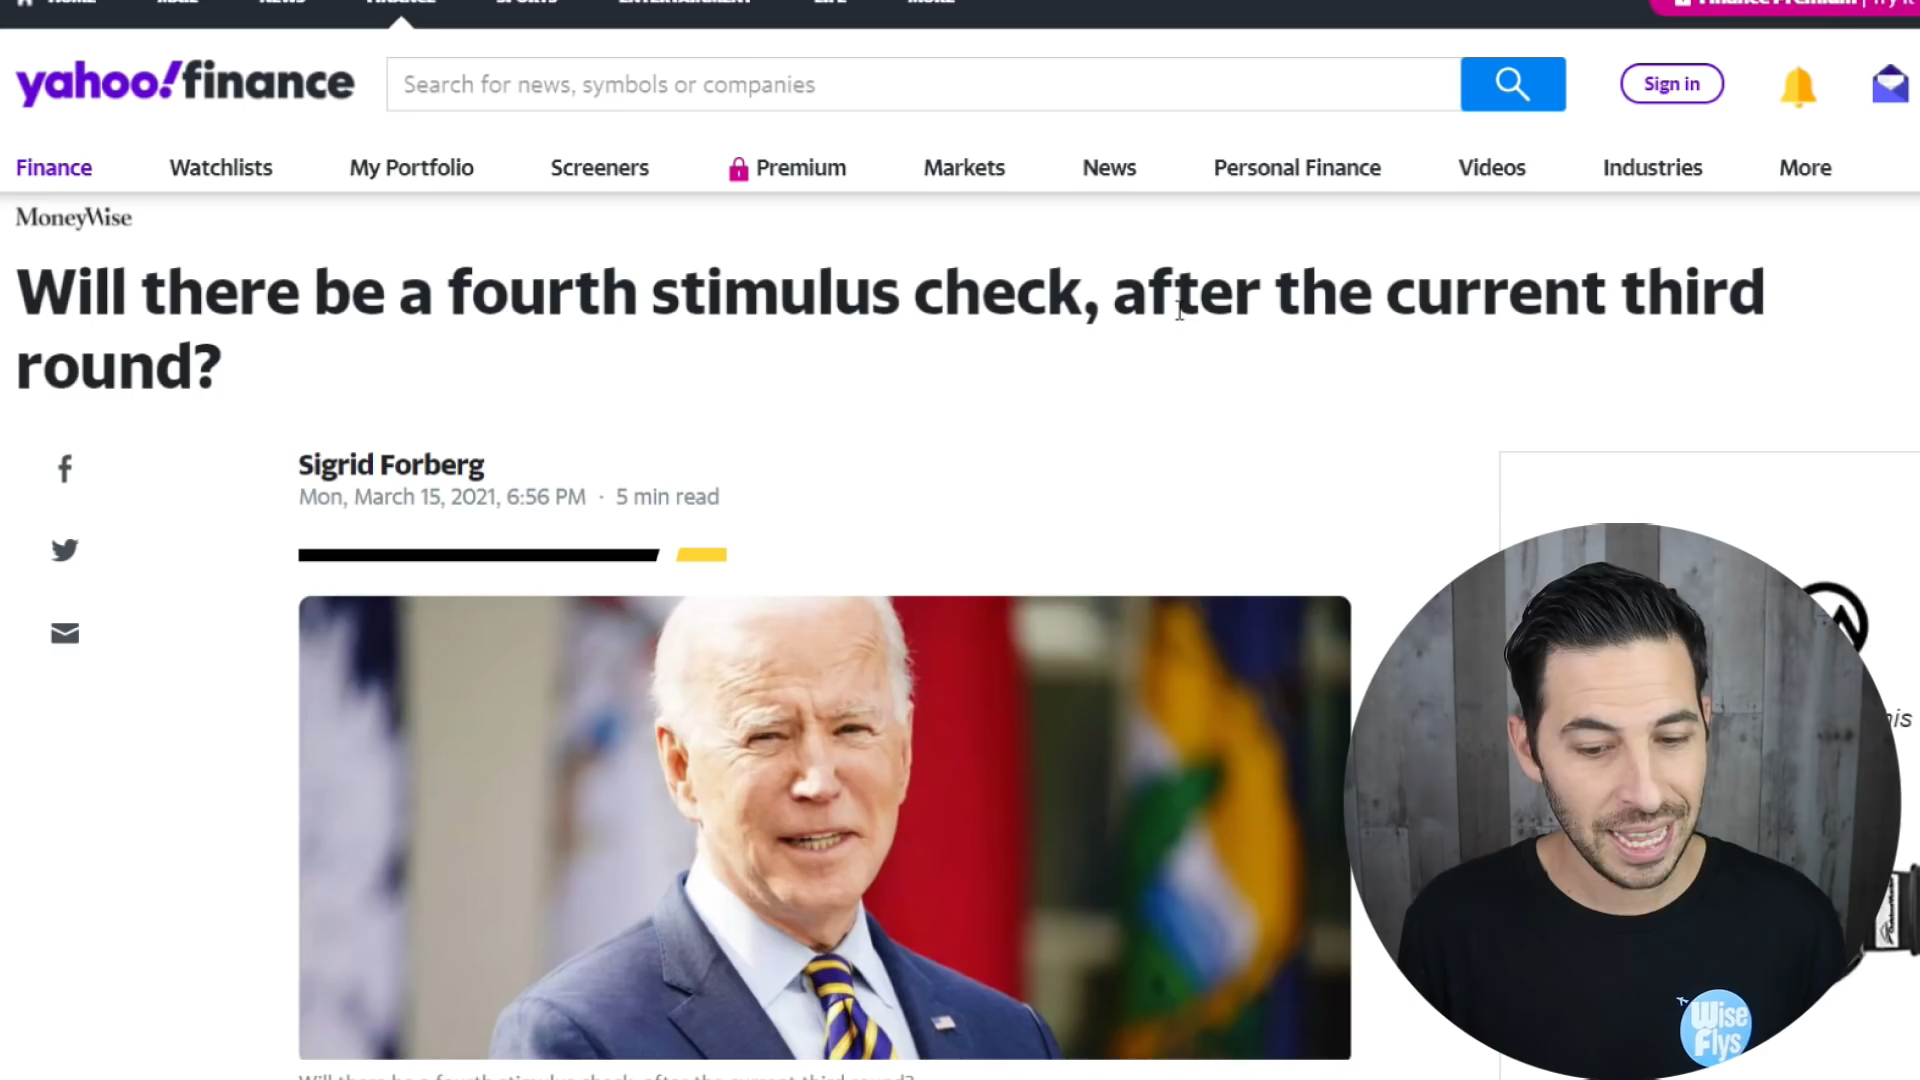 HOME MAIL NEWS FINANCE SPORTS ENTERTAINMENT LIFE MORE
Finance Premium | Try it
yahoo!finance
Search for news, symbols or companies
Sign in
Finance Watchlists My Portfolio Screeners Premium Markets News Personal Finance Videos Industries More
MoneyWise
Will there be a fourth stimulus check, after the current third
round?
Sigrid Forberg
Mon, March 15, 2021, 6:56 PM · 5 min read
Wise
Flys
Will there be a fourth stimulus check, after the current third round?